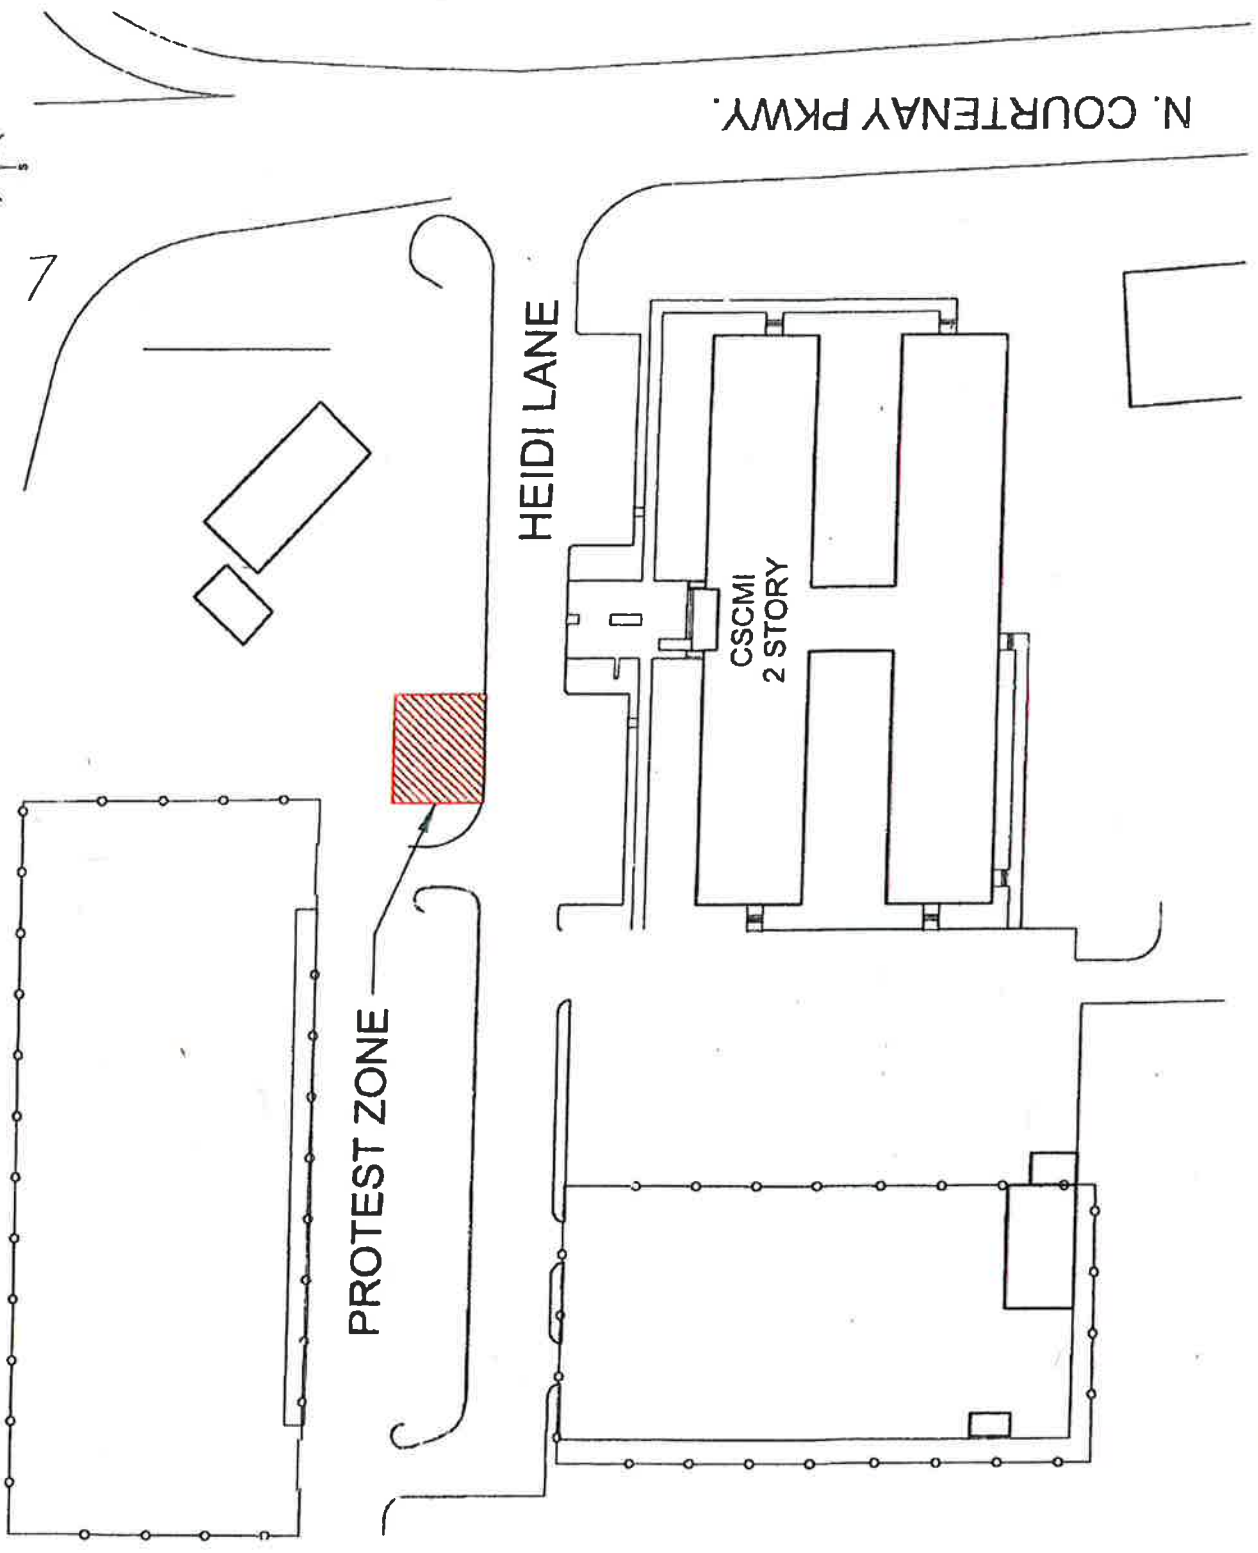 N. COURTENAY PKWY.
S
7
HEIDI LANE
CSCMI
2 STORY
PROTEST ZONE